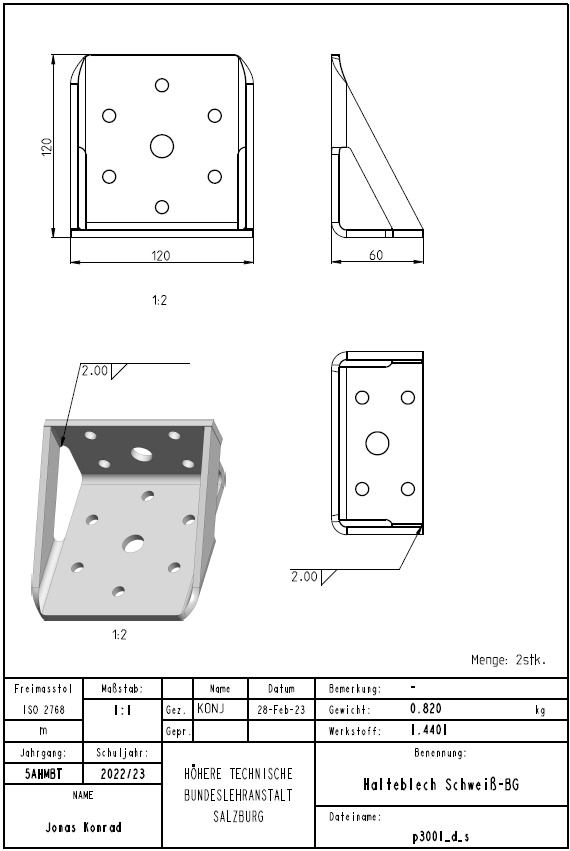 120
120
60
1:2
2.00
2.00
1:2
Menge: 2stk.
Freimasstol
Maßstab:
Name
Datum
Bemerkung: -
ISO 2768
1:1
Gez.
KONJ
28-Feb-23
Gewicht: 0.820 kg
m
Gepr.
Werkstoff: 1.4401
Jahrgang:
Schuljahr:
Benennung:
5AHMBT
2022/23
HÖHERE TECHNISCHE
BUNDESLEHRANSTALT
SALZBURG
Halteblech Schweiß-BG
NAME
Jonas Konrad
Dateiname:
p3001_d_s